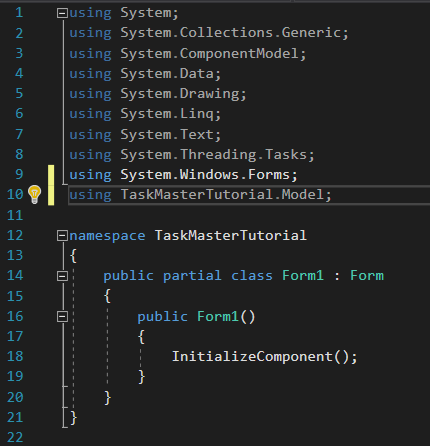 1 using System;
2 using System.Collections.Generic;
3 using System.ComponentModel;
4 using System.Data;
5 using System.Drawing;
6 using System.Linq;
7 using System.Text;
8 using System.Threading.Tasks;
9 using System.Windows.Forms;
10 using TaskMasterTutorial.Model;
11
12 namespace TaskMasterTutorial
13 {
14 public partial class Form1 : Form
15 {
16 public Form1()
17 {
18 InitializeComponent();
19 }
20 }
21 }
22